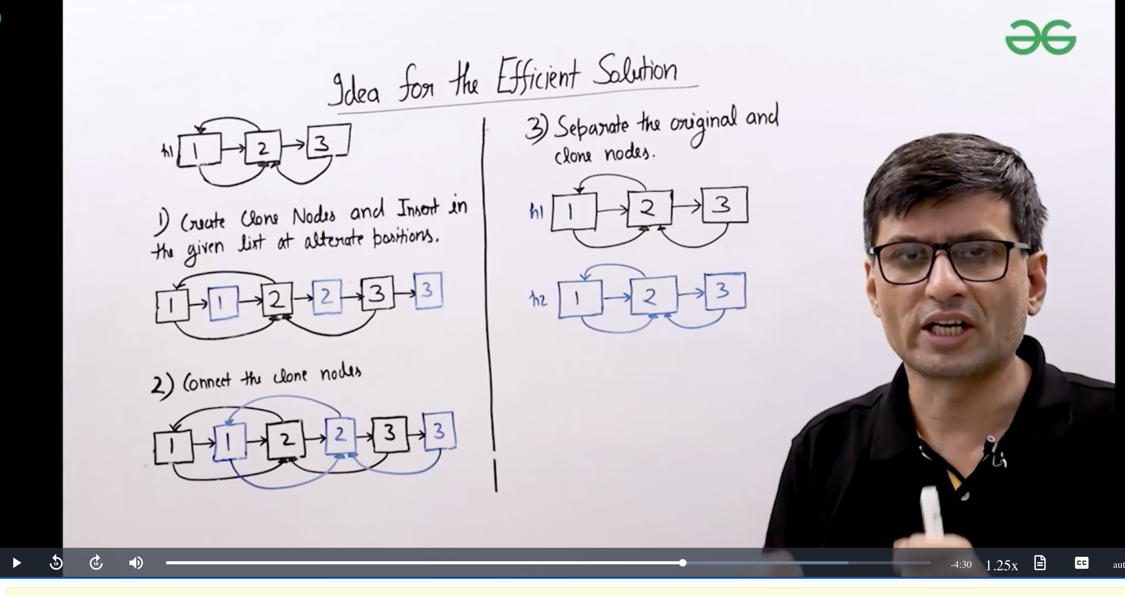 Idea for the Efficient Solution
h1 1 2 3
1) Create Clone Nodes and Insert in
the given list at alternate positions.
1 1 2 2 3 3
2) Connect the clone nodes
1 1 2 2 3 3
3) Separate the original and
clone nodes.
h1 1 2 3
h2 1 2 3
-4:30 1.25x CC aut